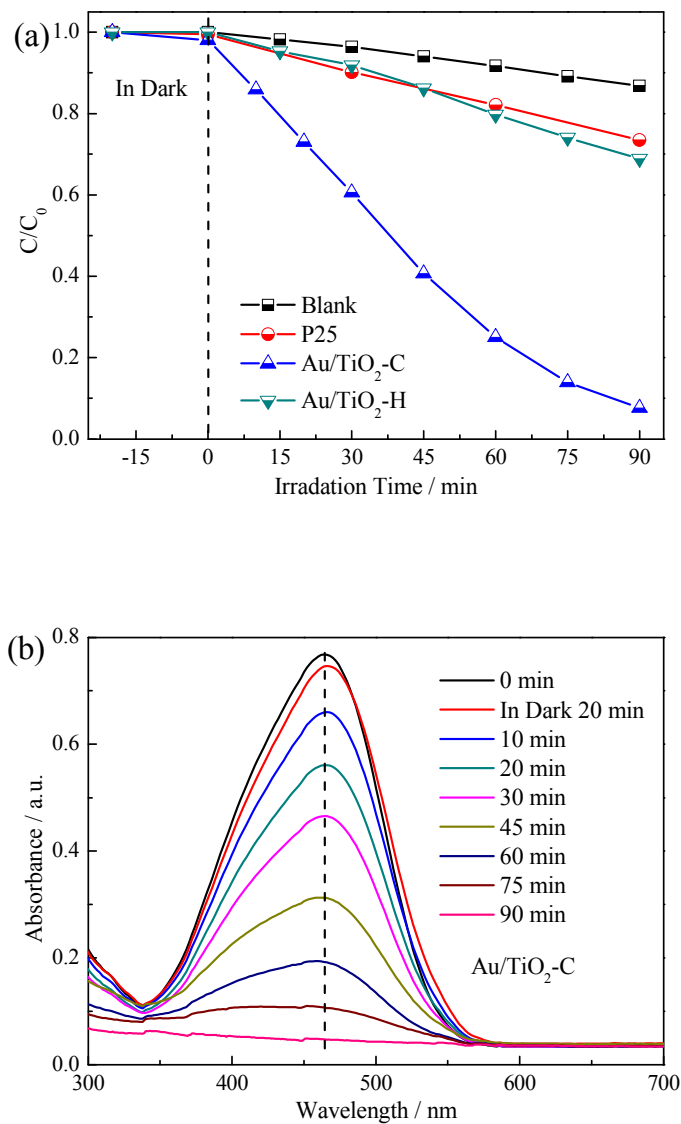 (a)
1.0
0.8
0.6
0.4
0.2
0.0
C/C₀
In Dark
Blank
P25
Au/TiO₂-C
Au/TiO₂-H
-15 0 15 30 45 60 75 90
Irradation Time / min
(b)
0.8
0.6
0.4
0.2
0.0
Absorbance / a.u.
0 min
In Dark 20 min
10 min
20 min
30 min
45 min
60 min
75 min
90 min
Au/TiO₂-C
300 400 500 600 700
Wavelength / nm